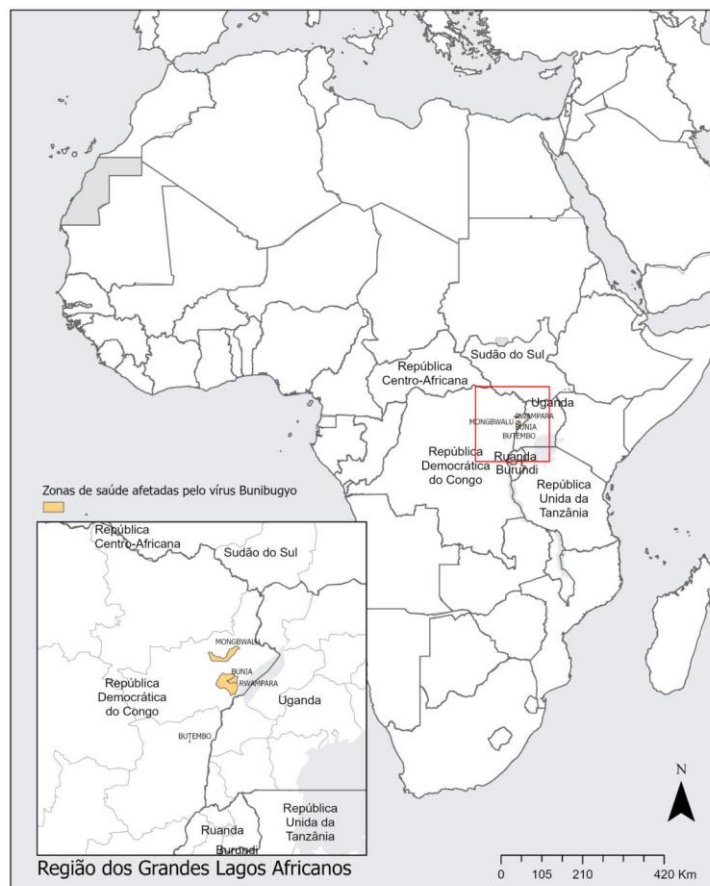 Sudão do Sul
República
Centro-Africana
Uganda
RWAMPARA
MONGBWALU
BUNIA
BUTEMBO
República
Democrática
do Congo
Ruanda
Burundi
República
Unida da
Tanzânia
Zonas de saúde afetadas pelo vírus Bunibugyo
República
Centro-Africana
Sudão do Sul
MONGBWALU
BUNIA
RWAMPARA
República
Democrática
do Congo
Uganda
BUTEMBO
República
Unida da
Tanzânia
Ruanda
Burundi
Região dos Grandes Lagos Africanos
N
0 105 210 420 Km